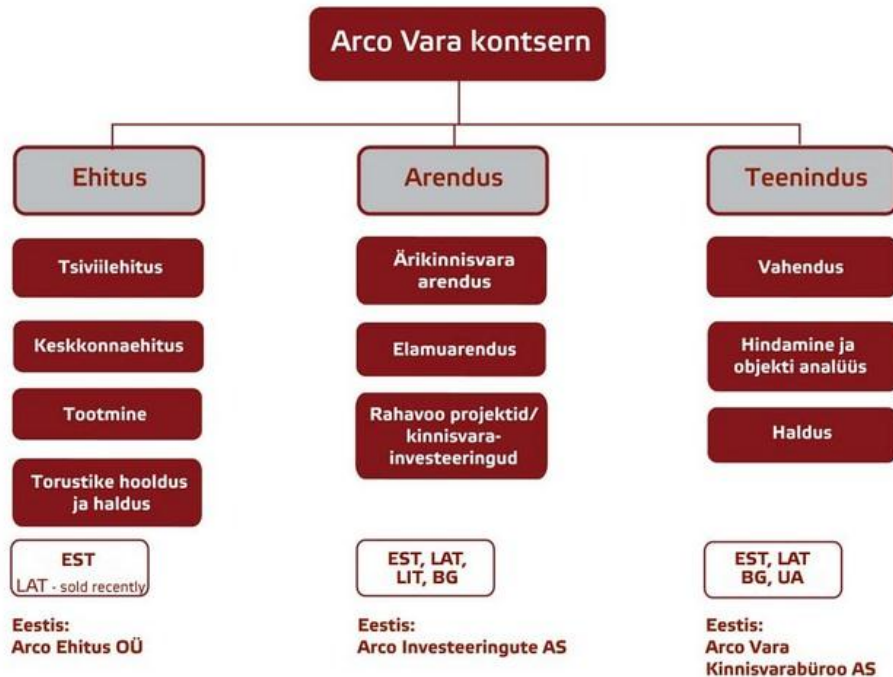 Arco Vara kontsern
Ehitus
Tsiviilehitus
Keskkonnaehitus
Tootmine
Torustike hooldus
ja haldus
EST
LAT - sold recently
Eestis:
Arco Ehitus OÜ
Arendus
Ärikinnisvara
arendus
Elamuarendus
Rahavoo projektid/
kinnisvara-
investeeringud
EST, LAT,
LIT, BG
Eestis:
Arco Investeeringute AS
Teenindus
Vahendus
Hindamine ja
objekti analüüs
Haldus
EST, LAT
BG, UA
Eestis:
Arco Vara
Kinnisvarabüroo AS